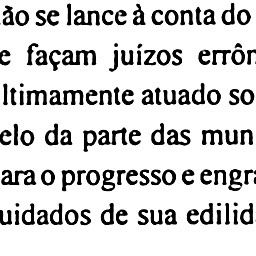 ão se lance à conta do
e façam juízos errôn
ltimamente atuado so
elo da parte das mun
ara o progresso e engra
uidados de sua edilid